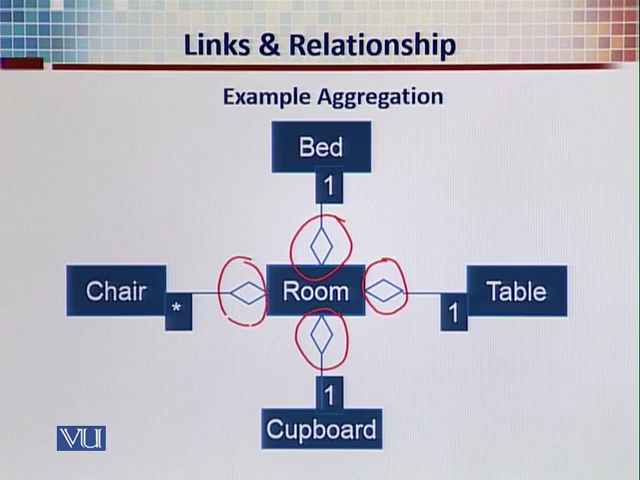 Links & Relationship
Example Aggregation
Bed
1
Chair
*
Room
1
Table
1
Cupboard
VU